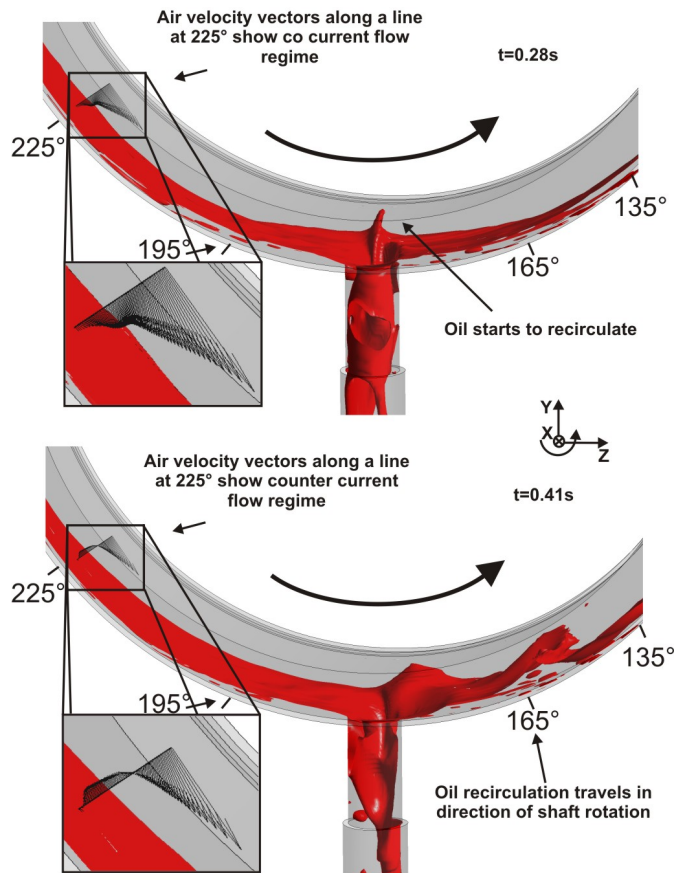 Air velocity vectors along a line
at 225° show co current flow
regime
t=0.28s
225°
195°
135°
165°
Oil starts to recirculate
Y
X
Z
Air velocity vectors along a line
at 225° show counter current
flow regime
t=0.41s
225°
195°
135°
165°
Oil recirculation travels in
direction of shaft rotation